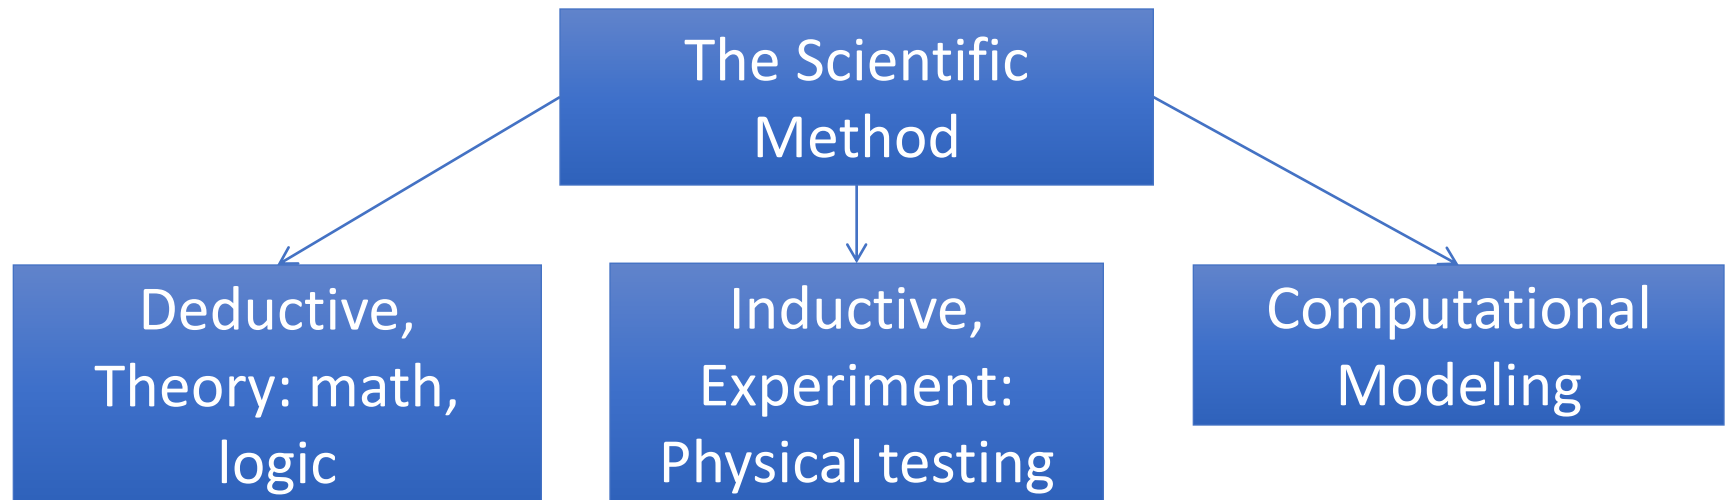 The Scientific
Method
Deductive,
Theory: math,
logic
Inductive,
Experiment:
Physical testing
Computational
Modeling